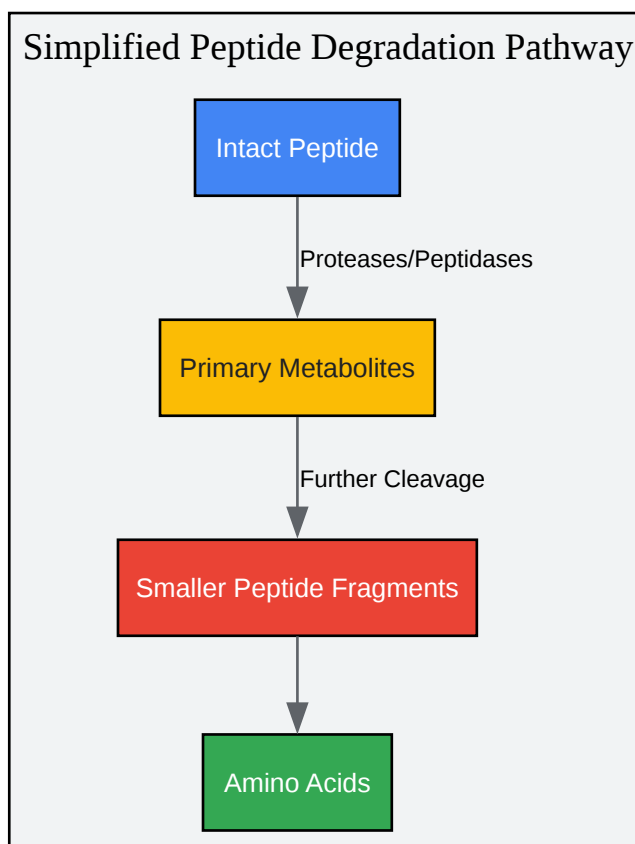 Simplified Peptide Degradation Pathway
Intact Peptide
Proteases/Peptidases
Primary Metabolites
Further Cleavage
Smaller Peptide Fragments
Amino Acids